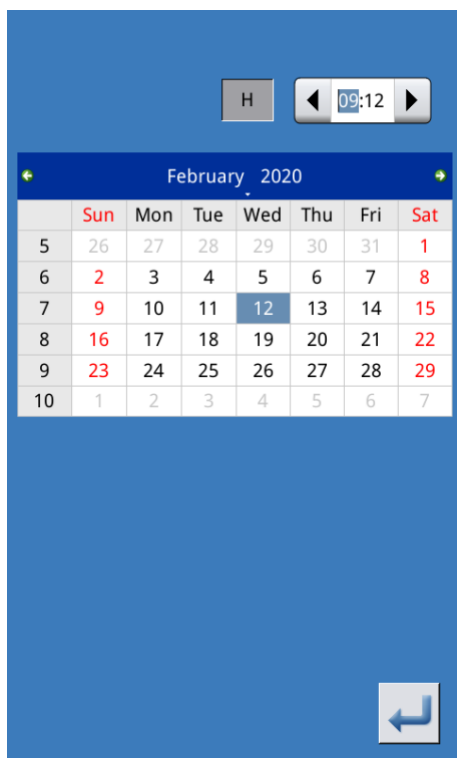 H 09:12
February 2020
Sun Mon Tue Wed Thu Fri Sat
5 26 27 28 29 30 31 1
6 2 3 4 5 6 7 8
7 9 10 11 12 13 14 15
8 16 17 18 19 20 21 22
9 23 24 25 26 27 28 29
10 1 2 3 4 5 6 7